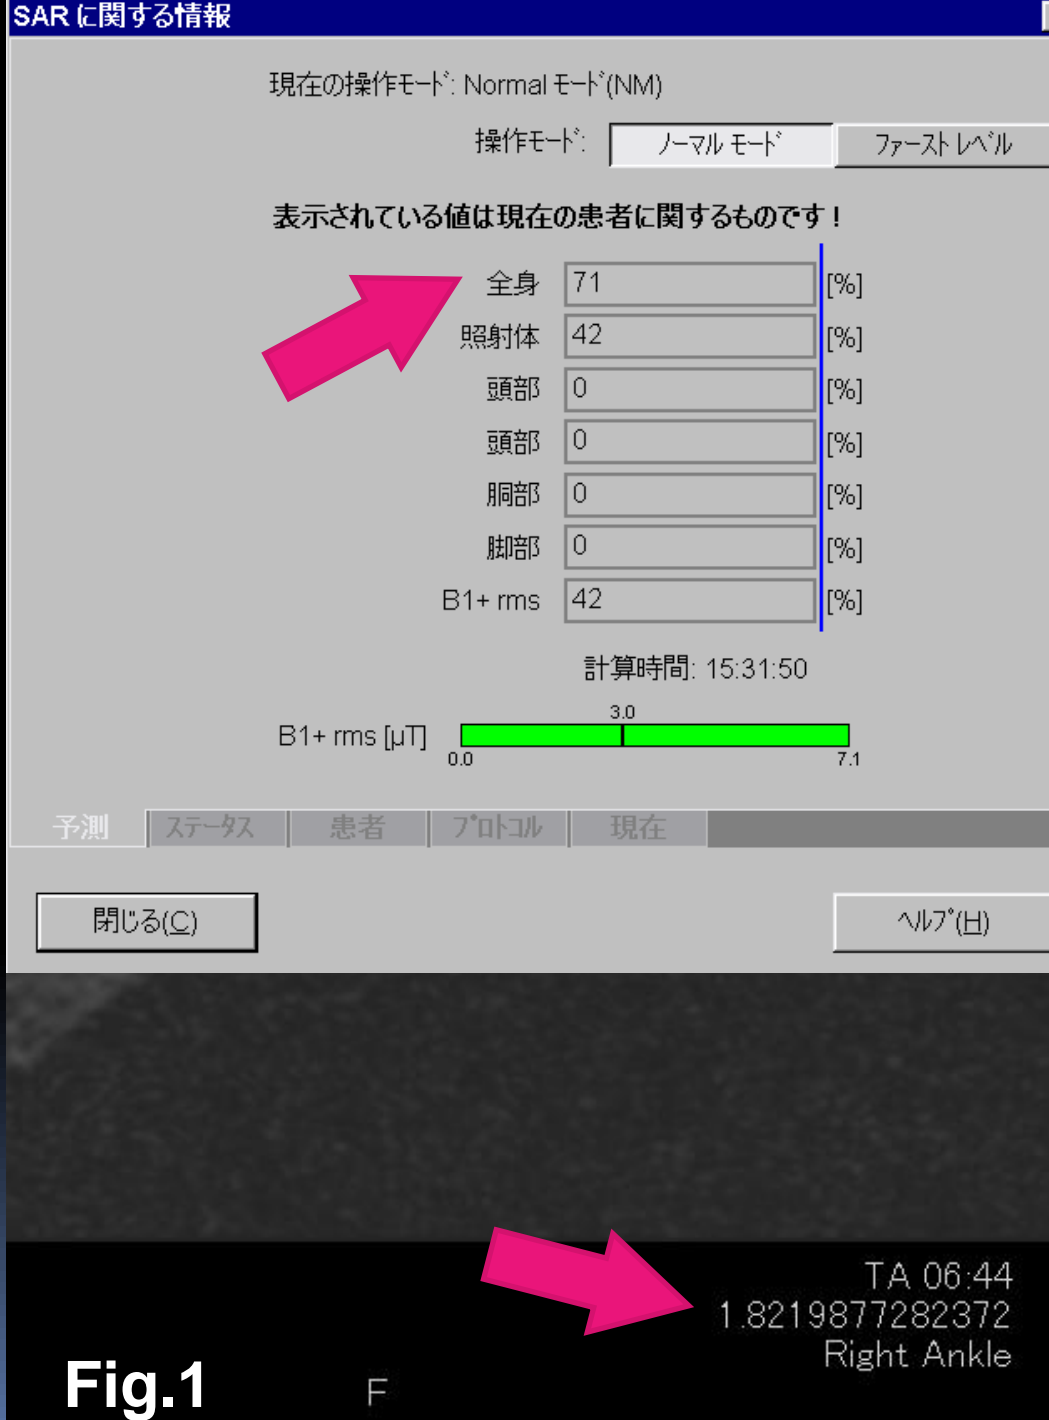 SAR に関する情報
現在の操作モード: Normal モード(NM)
操作モード: ノーマル モード ファースト レベル
表示されている値は現在の患者に関するものです!
全身 71 [%]
照射体 42 [%]
頭部 0 [%]
頭部 0 [%]
胴部 0 [%]
脚部 0 [%]
B1+ rms 42 [%]
計算時間: 15:31:50
3.0
B1+ rms [μT]
0.0 7.1
予測 ステータス 患者 プロトコル 現在
閉じる(C) ヘルプ(H)
TA 06:44
1.8219877282372
Right Ankle
Fig.1 F